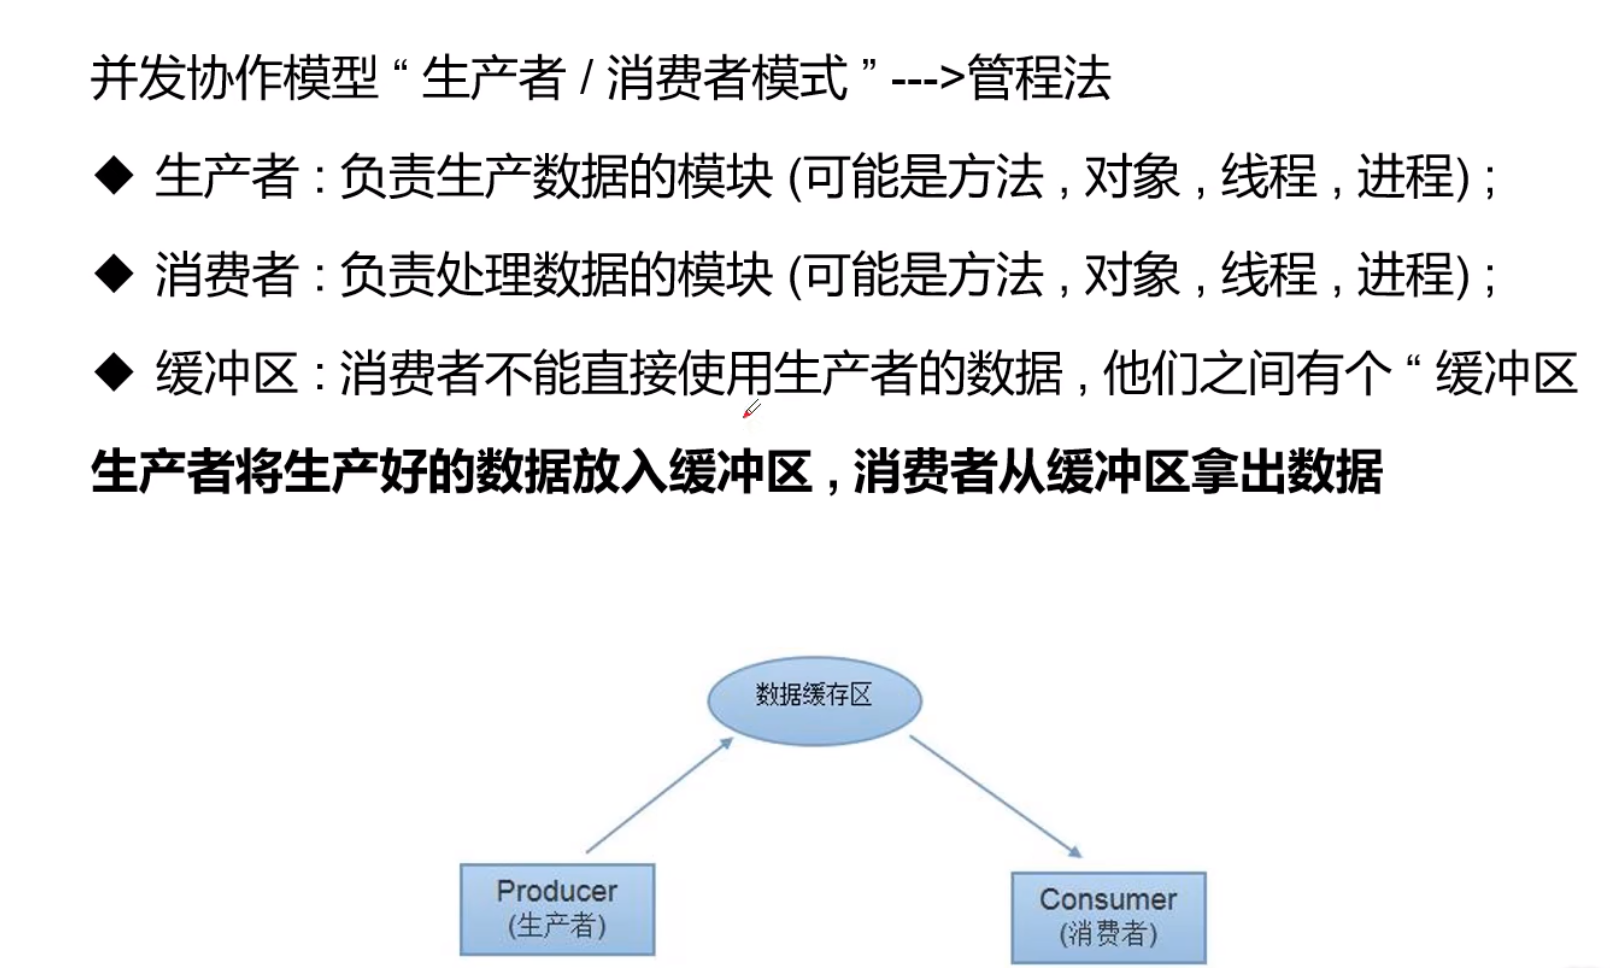 并发协作模型 “ 生产者 / 消费者模式 ” --->管程法
◆ 生产者 : 负责生产数据的模块 (可能是方法 , 对象 , 线程 , 进程) ;
◆ 消费者 : 负责处理数据的模块 (可能是方法 , 对象 , 线程 , 进程) ;
◆ 缓冲区 : 消费者不能直接使用生产者的数据 , 他们之间有个 “ 缓冲区
生产者将生产好的数据放入缓冲区 , 消费者从缓冲区拿出数据
数据缓存区
Producer
(生产者)
Consumer
(消费者)